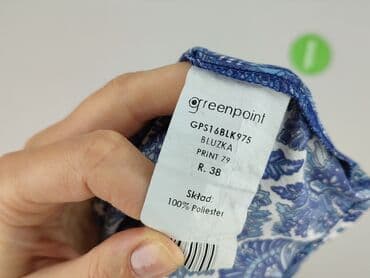 greenpoint
GPS16BLK975
BLUZKA
PRINT 79
R. 38
Skład:
100% Poliester